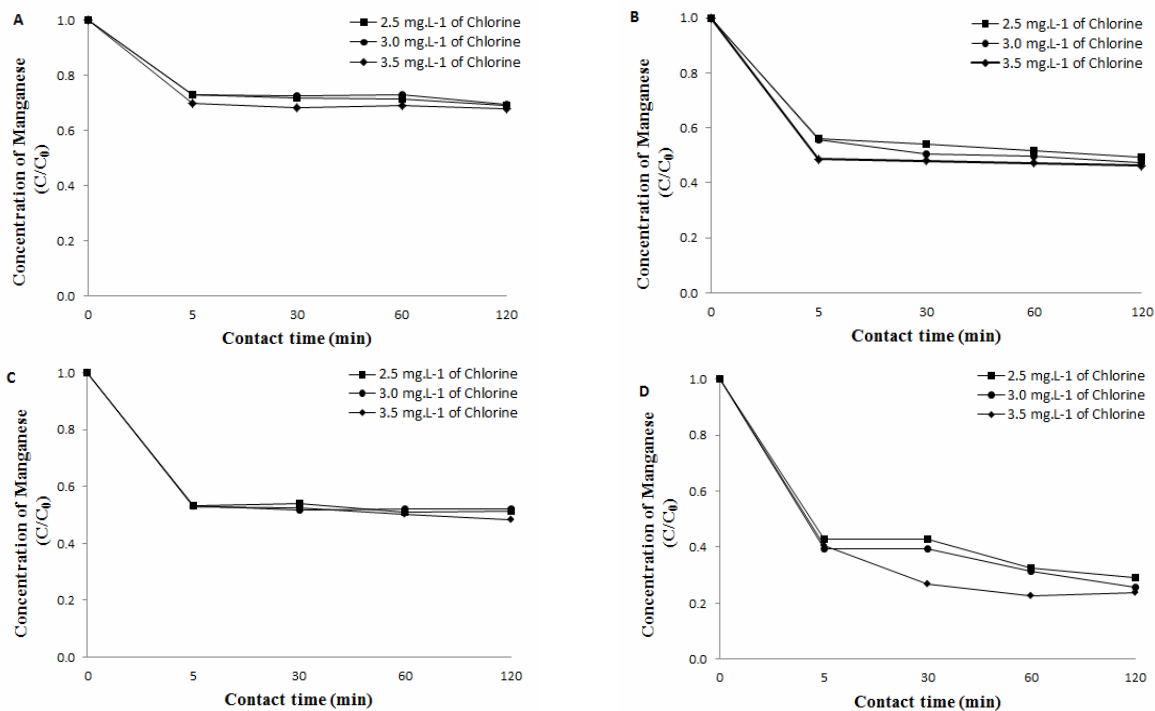 A
2.5 mg.L-1 of Chlorine
3.0 mg.L-1 of Chlorine
3.5 mg.L-1 of Chlorine
Concentration of Manganese
(C/C₀)
1.0
0.8
0.6
0.4
0.2
0.0
0 5 30 60 120
Contact time (min)
B
2.5 mg.L-1 of Chlorine
3.0 mg.L-1 of Chlorine
3.5 mg.L-1 of Chlorine
Concentration of Manganese
(C/C₀)
1.0
0.8
0.6
0.4
0.2
0.0
0 5 30 60 120
Contact time (min)
C
2.5 mg.L-1 of Chlorine
3.0 mg.L-1 of Chlorine
3.5 mg.L-1 of Chlorine
Concentration of Manganese
(C/C₀)
1.0
0.8
0.6
0.4
0.2
0.0
0 5 30 60 120
Contact time (min)
D
2.5 mg.L-1 of Chlorine
3.0 mg.L-1 of Chlorine
3.5 mg.L-1 of Chlorine
Concentration of Manganese
(C/C₀)
1.0
0.8
0.6
0.4
0.2
0.0
0 5 30 60 120
Contact time (min)